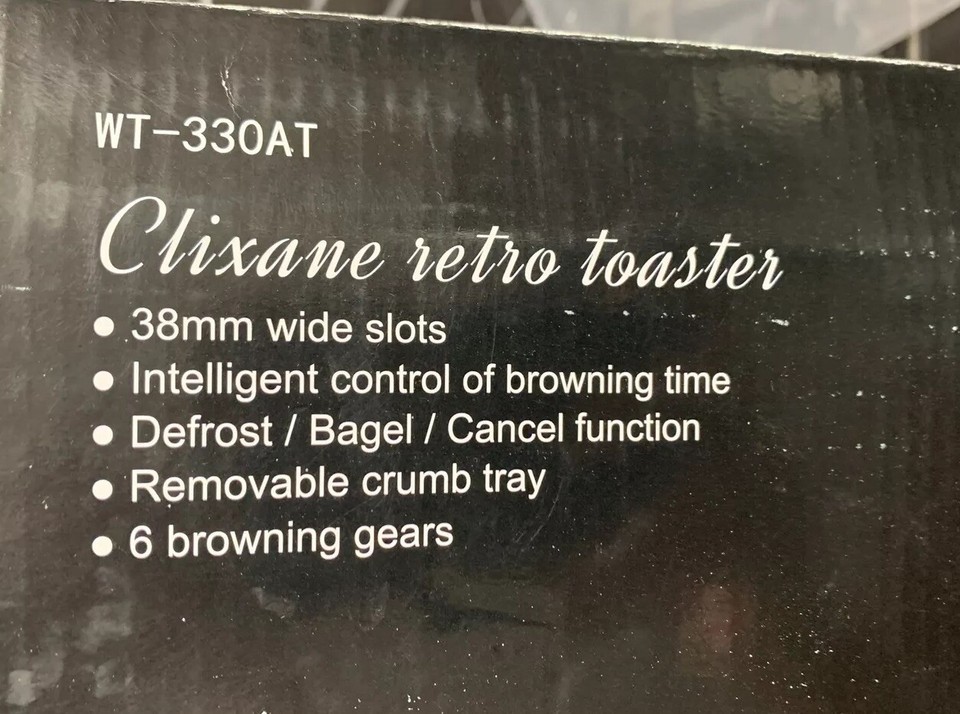 WT-330AT
Clixane retro toaster
● 38mm wide slots
● Intelligent control of browning time
● Defrost / Bagel / Cancel function
● Removable crumb tray
● 6 browning gears